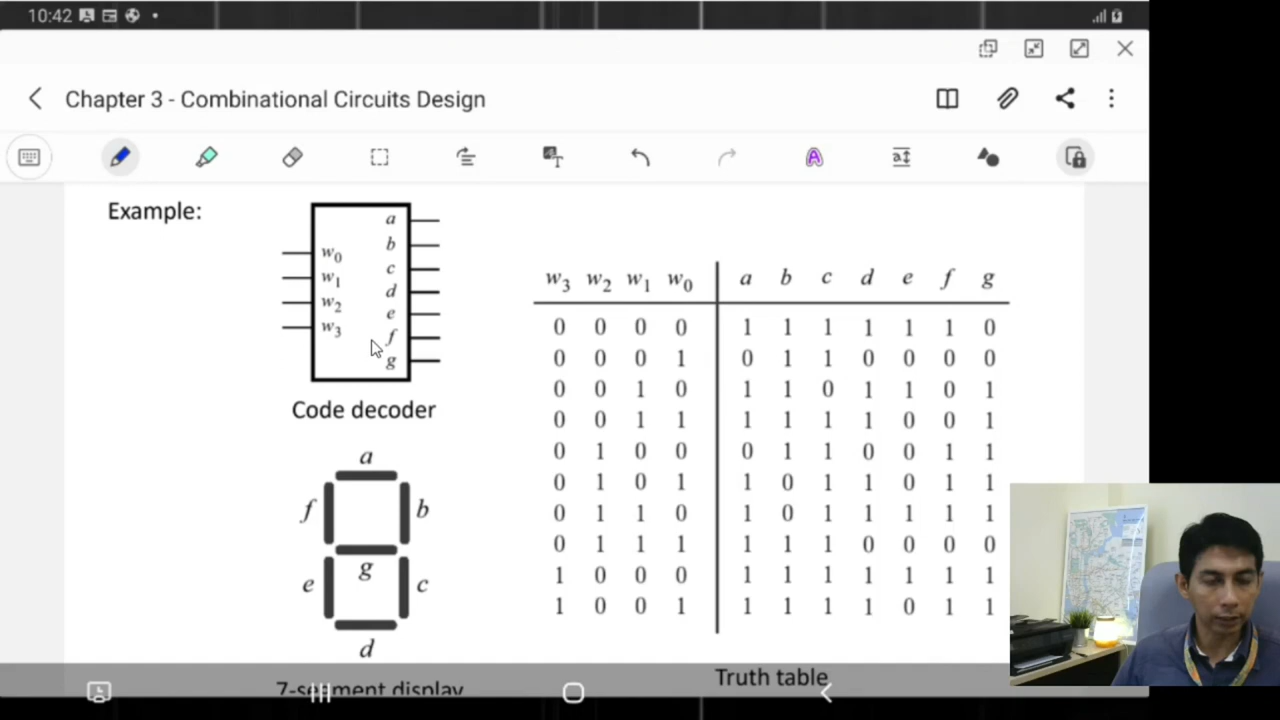 10:42
Chapter 3 - Combinational Circuits Design
Example:
a
b
w0 c
w1 d
w2 e
w3 f
g
Code decoder
a
f b
g
e c
d
7-segment display
w3 w2 w1 w0 a b c d e f g
0 0 0 0 1 1 1 1 1 1 0
0 0 0 1 0 1 1 0 0 0 0
0 0 1 0 1 1 0 1 1 0 1
0 0 1 1 1 1 1 1 0 0 1
0 1 0 0 0 1 1 0 0 1 1
0 1 0 1 1 0 1 1 0 1 1
0 1 1 0 1 0 1 1 1 1 1
0 1 1 1 1 1 1 0 0 0 0
1 0 0 0 1 1 1 1 1 1 1
1 0 0 1 1 1 1 1 0 1 1
Truth table